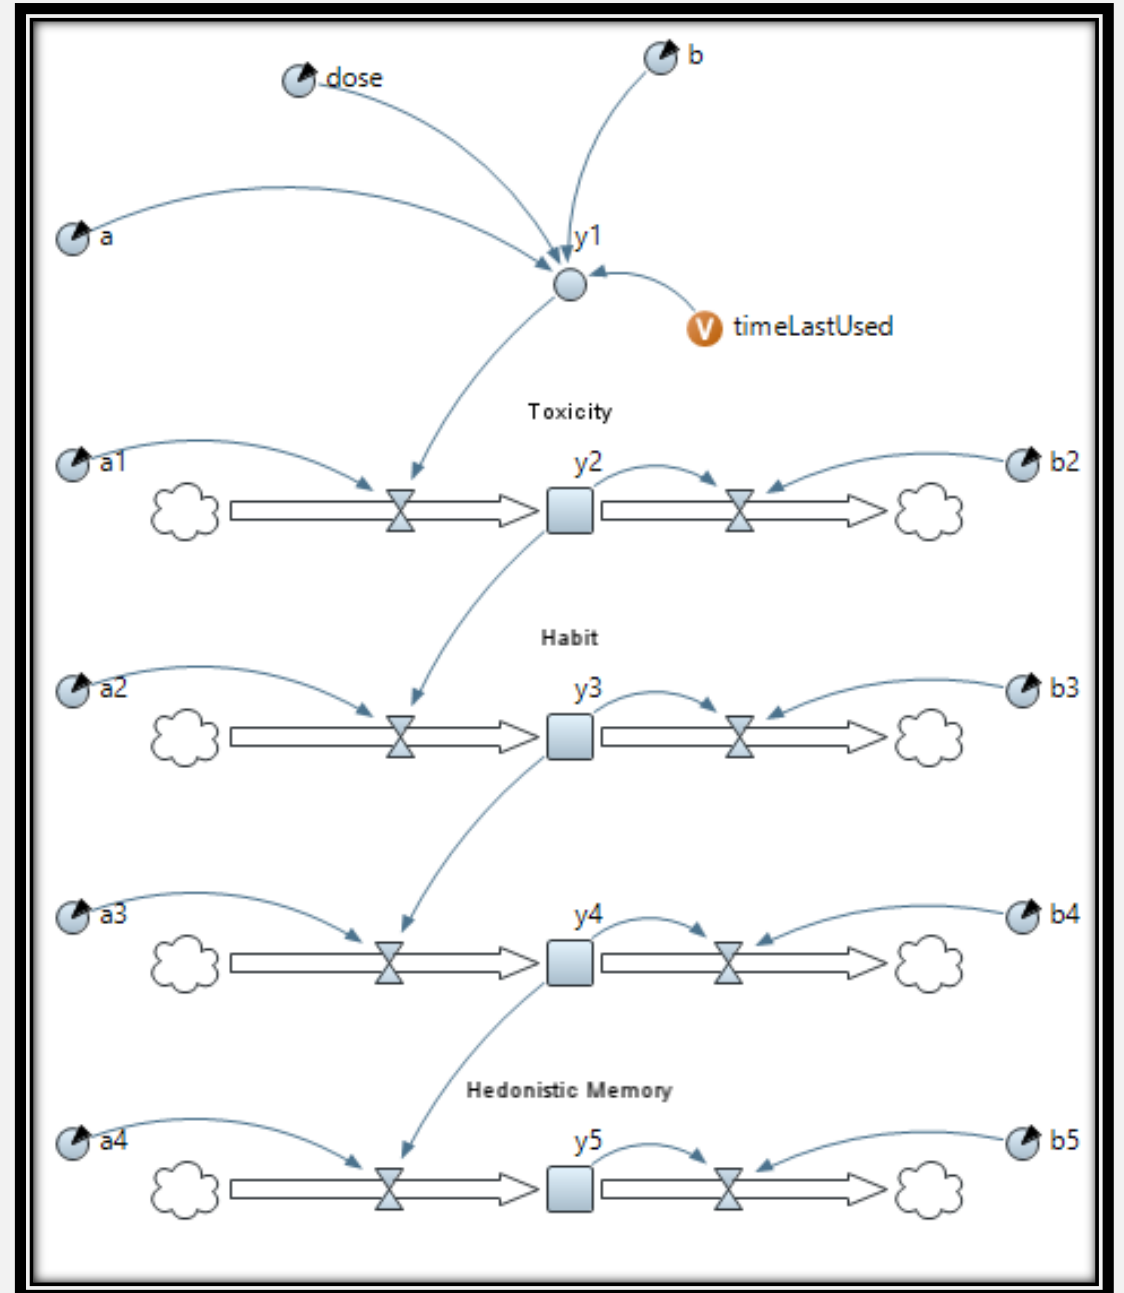 dose
b
a
y1
V timeLastUsed
Toxicity
a1
y2
b2
Habit
a2
y3
b3
a3
y4
b4
Hedonistic Memory
a4
y5
b5